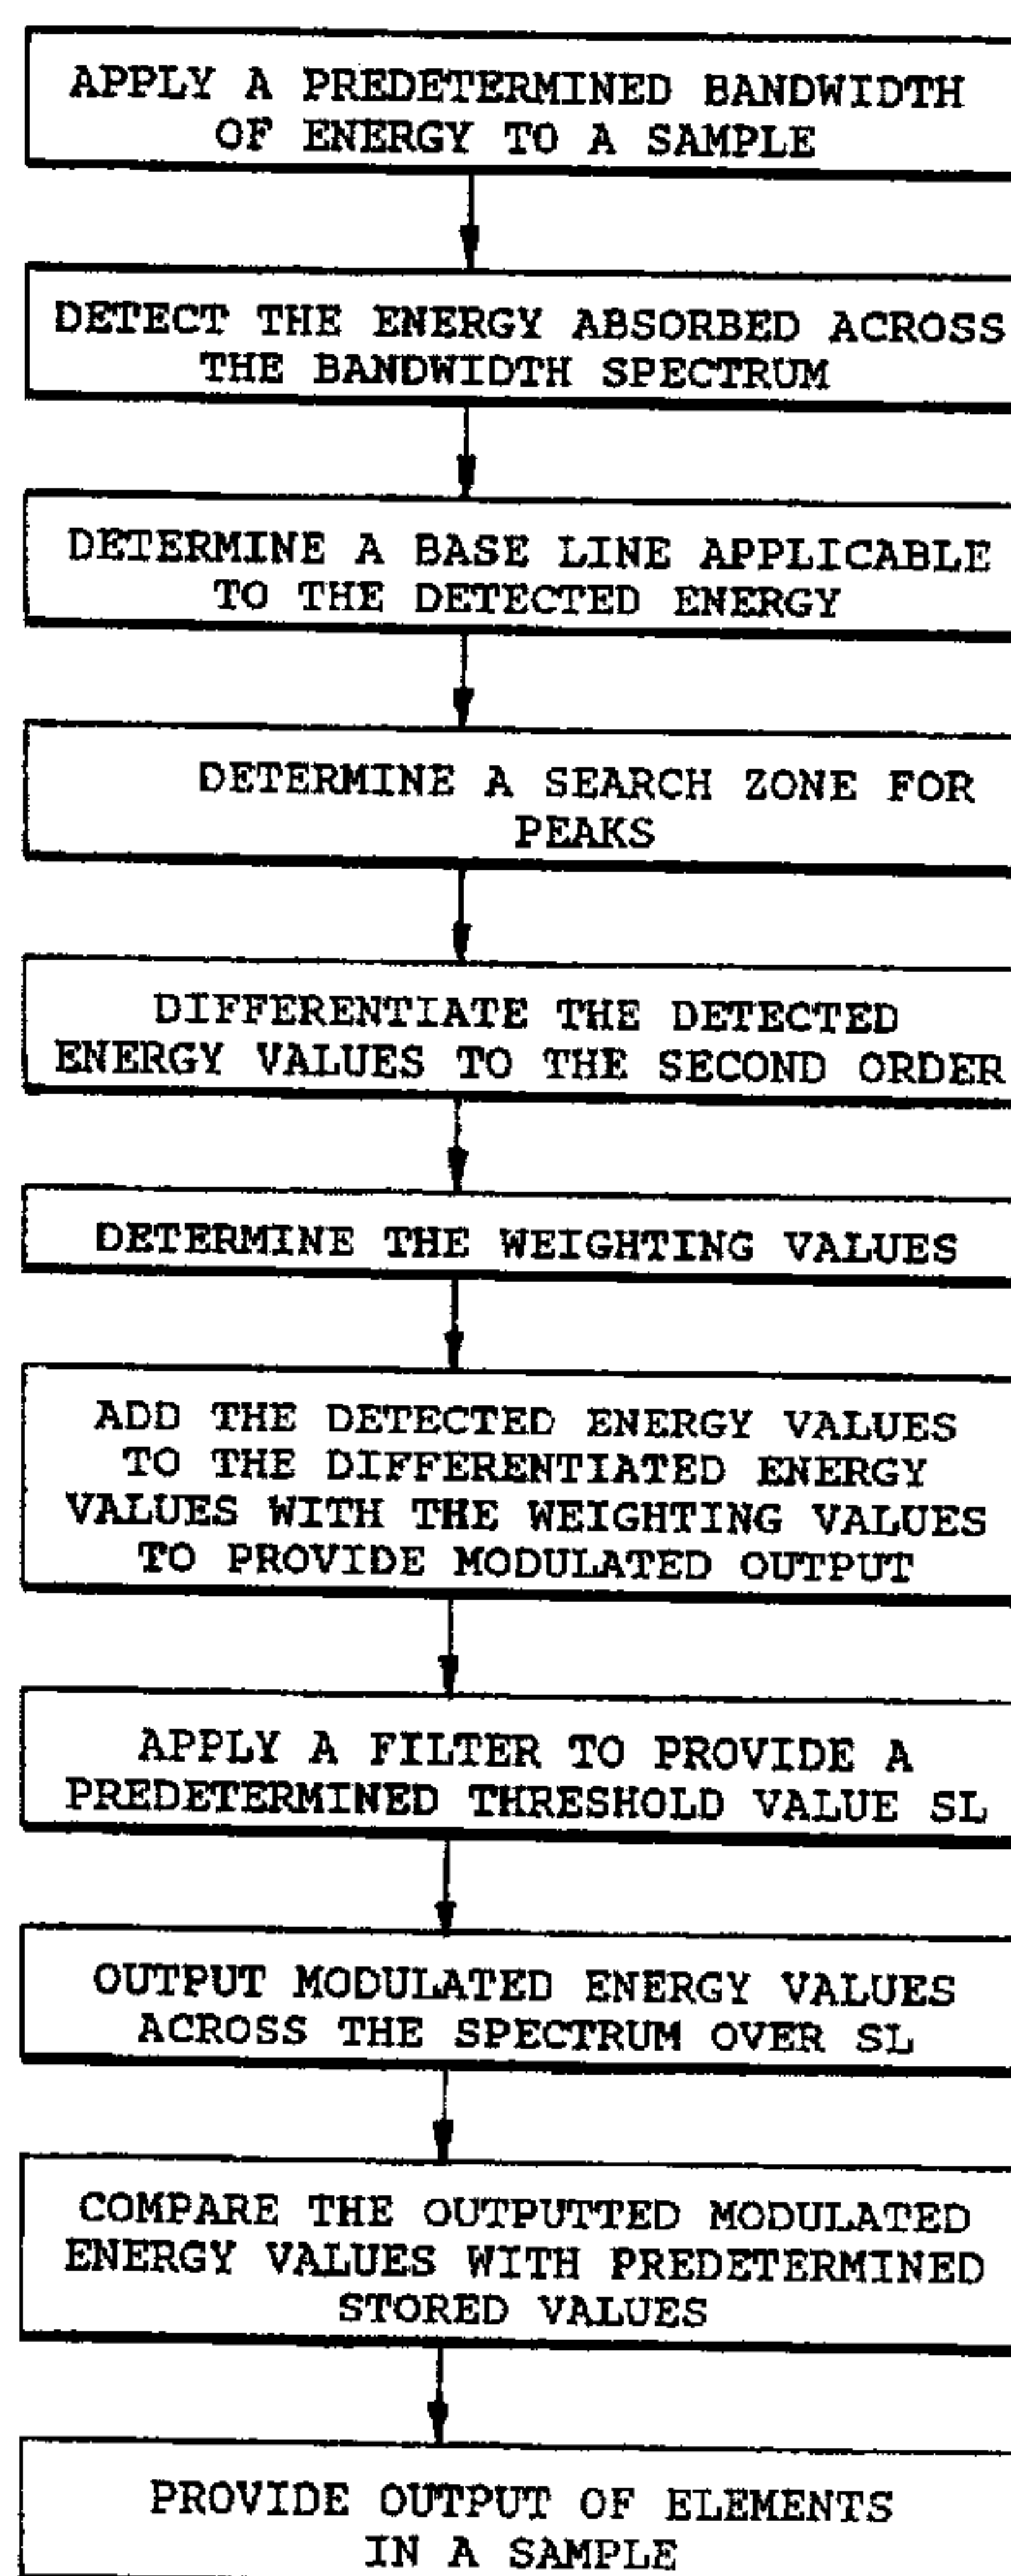 APPLY A PREDETERMINED BANDWIDTH
OF ENERGY TO A SAMPLE
DETECT THE ENERGY ABSORBED ACROSS
THE BANDWIDTH SPECTRUM
DETERMINE A BASE LINE APPLICABLE
TO THE DETECTED ENERGY
DETERMINE A SEARCH ZONE FOR
PEAKS
DIFFERENTIATE THE DETECTED
ENERGY VALUES TO THE SECOND ORDER
DETERMINE THE WEIGHTING VALUES
ADD THE DETECTED ENERGY VALUES
TO THE DIFFERENTIATED ENERGY
VALUES WITH THE WEIGHTING VALUES
TO PROVIDE MODULATED OUTPUT
APPLY A FILTER TO PROVIDE A
PREDETERMINED THRESHOLD VALUE SL
OUTPUT MODULATED ENERGY VALUES
ACROSS THE SPECTRUM OVER SL
COMPARE THE OUTPUTTED MODULATED
ENERGY VALUES WITH PREDETERMINED
STORED VALUES
PROVIDE OUTPUT OF ELEMENTS
IN A SAMPLE